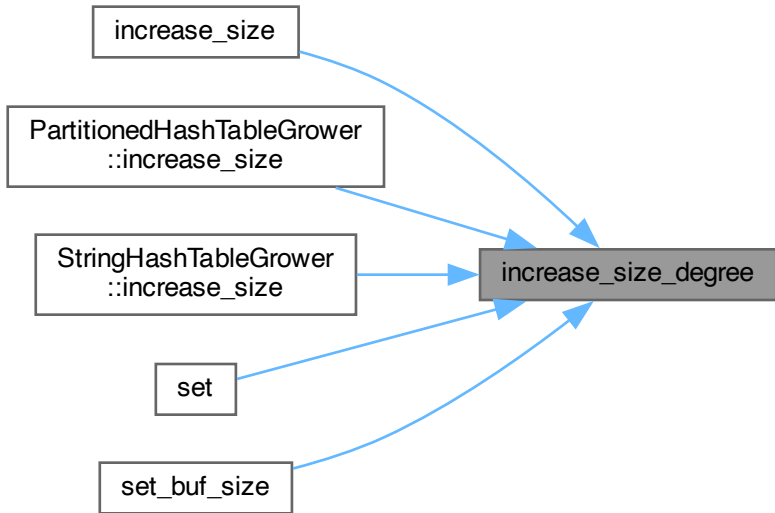 increase_size
PartitionedHashTableGrower
::increase_size
StringHashTableGrower
::increase_size
increase_size_degree
set
set_buf_size